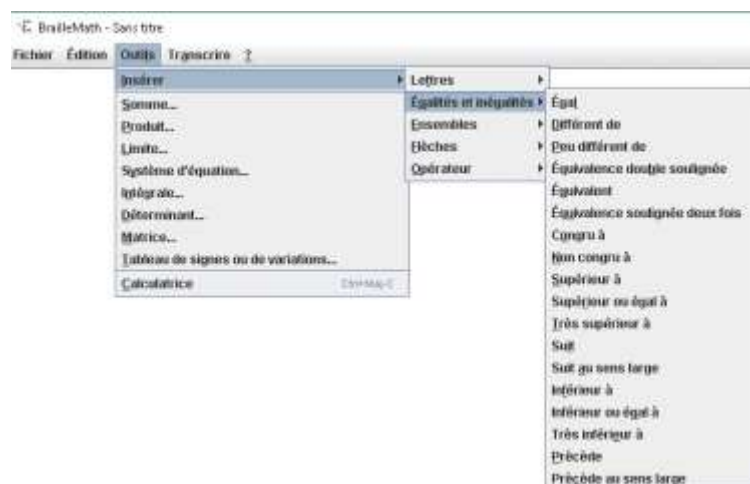 BrailleMath - Sans titre
Fichier Édition Outils Transcrire ?
Insérer
Somme...
Produit...
Limite...
Système d'équation...
Intégrale...
Déterminant...
Matrice...
Tableau de signes ou de variations...
Calculatrice Ctrl+Maj-C
Lettres
Égalités et inégalités
Ensembles
Flèches
Opérateur
Égal
Différent de
Peu différent de
Équivalence double soulignée
Équivalent
Équivalence soulignée deux fois
Congru à
Non congru à
Supérieur à
Supérieur ou égal à
Très supérieur à
Suit
Suit au sens large
Inférieur à
Inférieur ou égal à
Très inférieur à
Précède
Précède au sens large